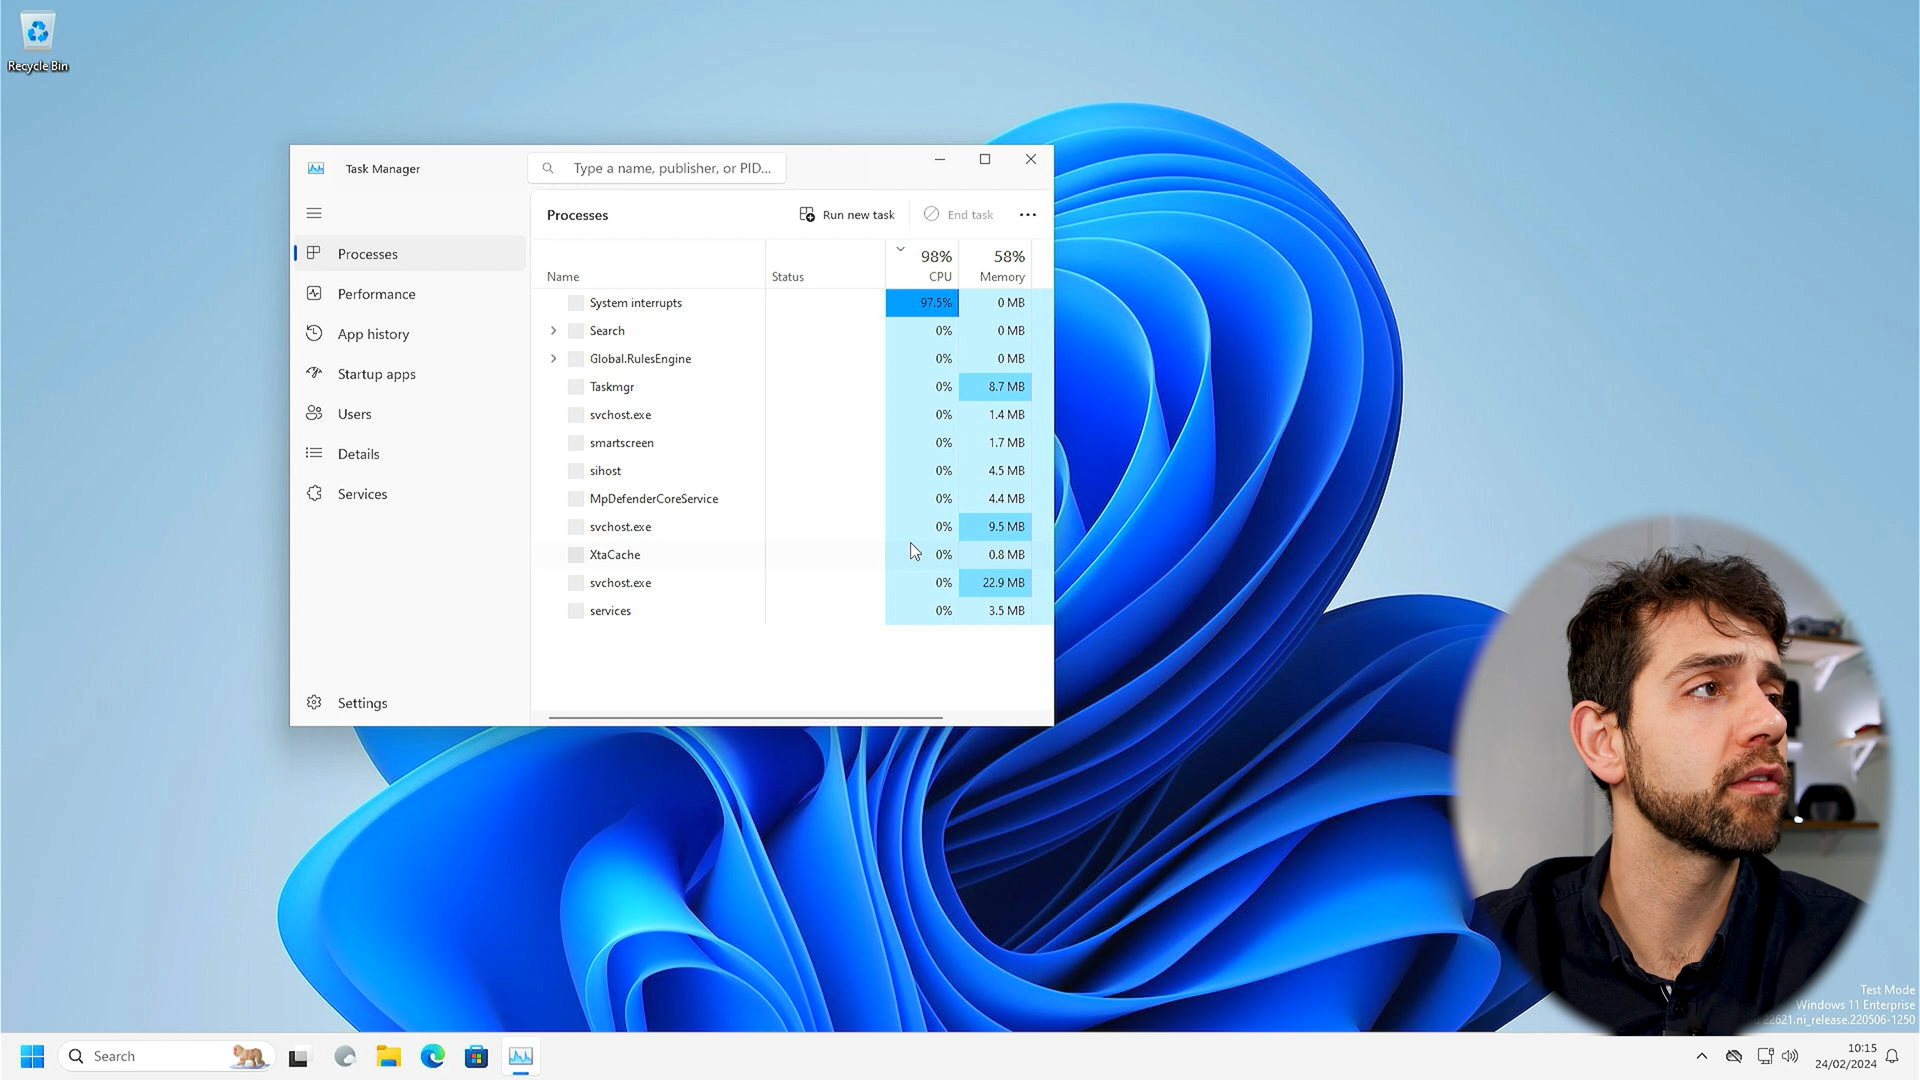 Recycle Bin
Task Manager
Type a name, publisher, or PID...
Processes
Run new task
End task
Processes
Performance
App history
Startup apps
Users
Details
Services
Settings
98% 58%
Name Status CPU Memory
System interrupts 97.5% 0 MB
Search 0% 0 MB
Global.RulesEngine 0% 0 MB
Taskmgr 0% 8.7 MB
svchost.exe 0% 1.4 MB
smartscreen 0% 1.7 MB
sihost 0% 4.5 MB
MpDefenderCoreService 0% 4.4 MB
svchost.exe 0% 9.5 MB
XtaCache 0% 0.8 MB
svchost.exe 0% 22.9 MB
services 0% 3.5 MB
Test Mode
Windows 11 Enterprise
22621.ni_release.220506-1250
Search
10:15
24/02/2024